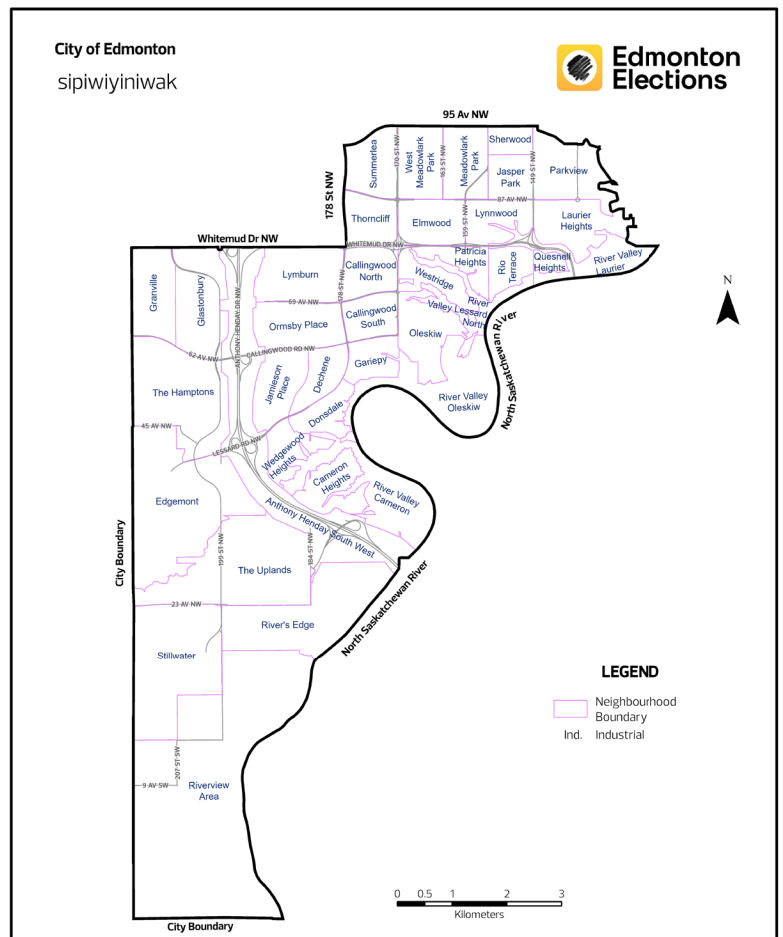 City of Edmonton
sipiwiyiniwak
Edmonton
Elections
95 Av NW
178 St NW
Summerlea
170 ST NW
West
Meadowlark
Park
163 ST NW
Meadowlark
Park
Sherwood
Jasper
Park
149 ST NW
Parkview
87 AV NW
Thorncliff
Elmwood
159 ST NW
Lynnwood
Laurier
Heights
Whitemud Dr NW
WHITEMUD DR NW
Granville
Glastonbury
ANTHONY HENDAY DR NW
Lymburn
178 ST NW
Callingwood
North
Patricia
Heights
Westridge
Rio
Terrace
Quesnell
Heights
River Valley
Laurier
N
69 AV NW
Ormsby Place
Callingwood
South
River
Valley Lessard
North
Oleskiw
North Saskatchewan River
62 AV NW
CALLINGWOOD RD NW
Gariepy
The Hamptons
Jamieson
Place
Dechene
Donsdale
River Valley
Oleskiw
45 AV NW
LESSARD RD NW
Wedgewood
Heights
Cameron
Heights
River Valley
Cameron
Edgemont
Anthony Henday South West
City Boundary
199 ST NW
184 ST NW
The Uplands
North Saskatchewan River
23 AV NW
River's Edge
Stillwater
LEGEND
Neighbourhood
Boundary
Ind. Industrial
207 ST SW
9 AV SW
Riverview
Area
0 0.5 1 2 3
Kilometers
City Boundary